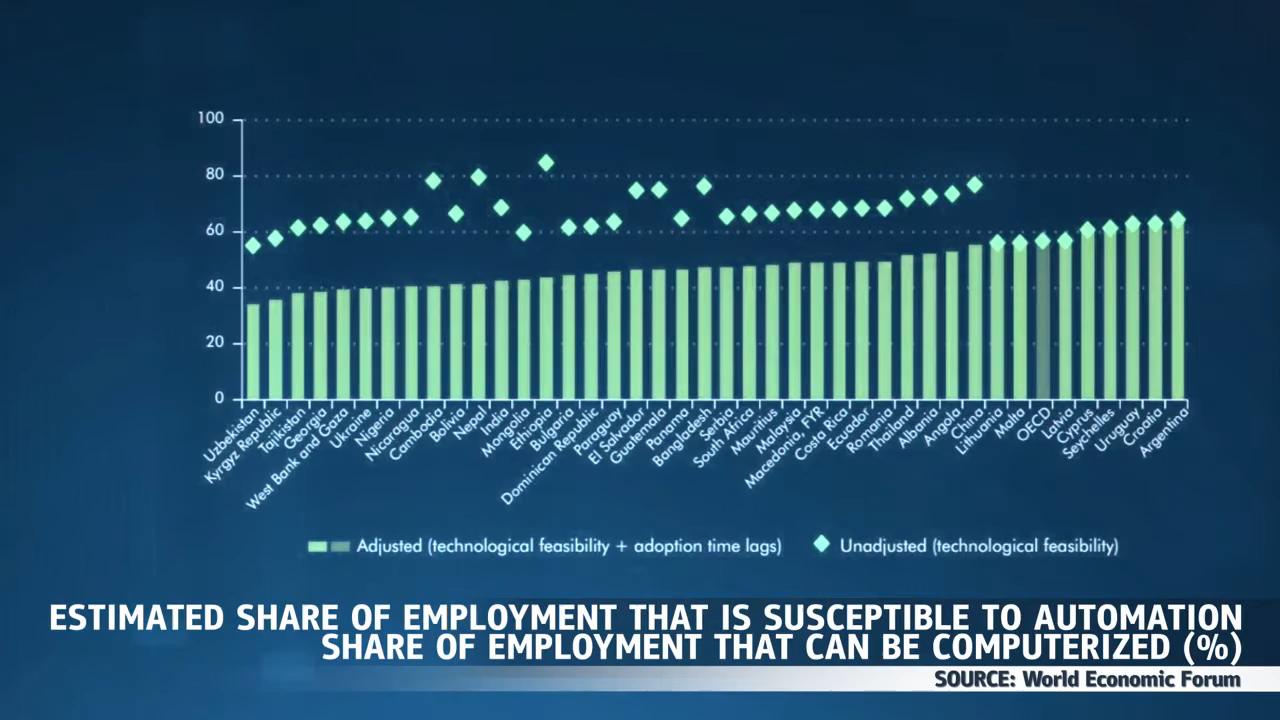 100
80
60
40
20
0
Uzbekistan
Kyrgyz Republic
Tajikistan
Georgia
West Bank and Gaza
Ukraine
Nigeria
Nicaragua
Cambodia
Bolivia
Nepal
India
Mongolia
Ethiopia
Bulgaria
Dominican Republic
Paraguay
El Salvador
Guatemala
Panama
Bangladesh
Serbia
South Africa
Mauritius
Malaysia
Macedonia, FYR
Costa Rica
Ecuador
Romania
Thailand
Albania
Angola
China
Lithuania
Malta
OECD
Latvia
Cyprus
Seychelles
Uruguay
Croatia
Argentina
Adjusted (technological feasibility + adoption time lags)
Unadjusted (technological feasibility)
ESTIMATED SHARE OF EMPLOYMENT THAT IS SUSCEPTIBLE TO AUTOMATION
SHARE OF EMPLOYMENT THAT CAN BE COMPUTERIZED (%)
SOURCE: World Economic Forum